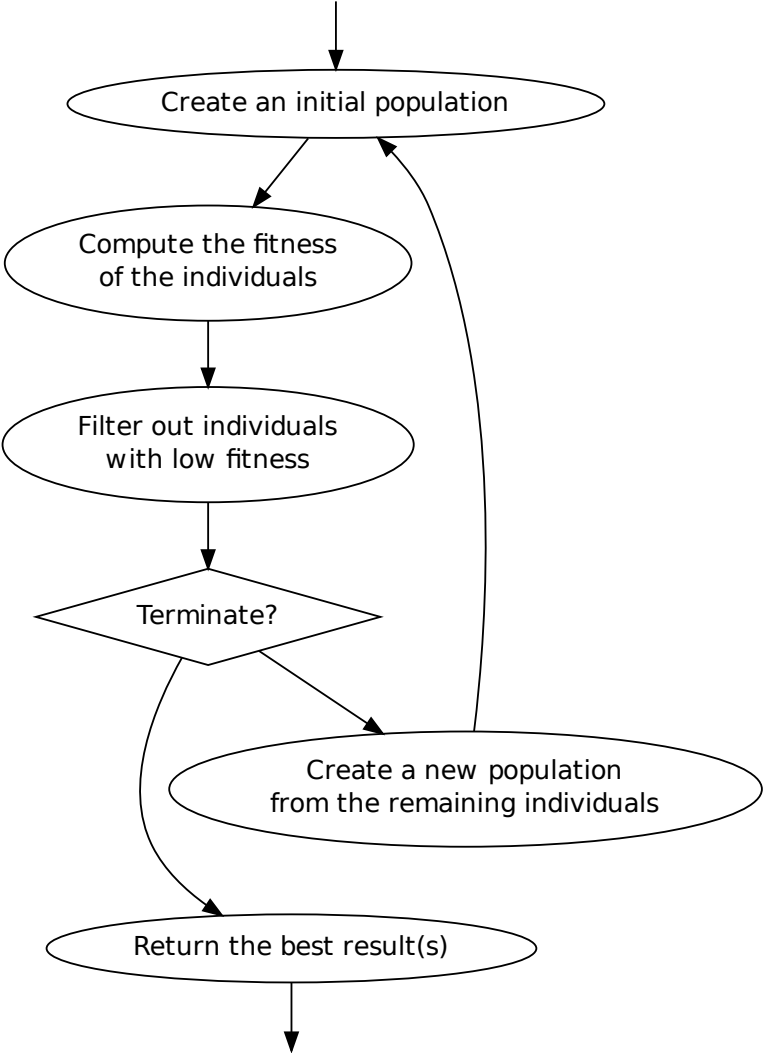 Create an initial population
Compute the fitness
of the individuals
Filter out individuals
with low fitness
Terminate?
Create a new population
from the remaining individuals
Return the best result(s)